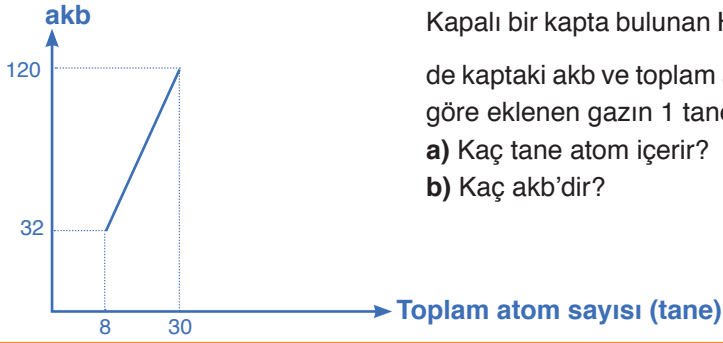 akb
120
32
8 30
Toplam atom sayısı (tane)
Kapalı bir kapta bulunan
de kaptaki akb ve toplam
göre eklenen gazın 1
a) Kaç tane atom içerir?
b) Kaç akb’dir?